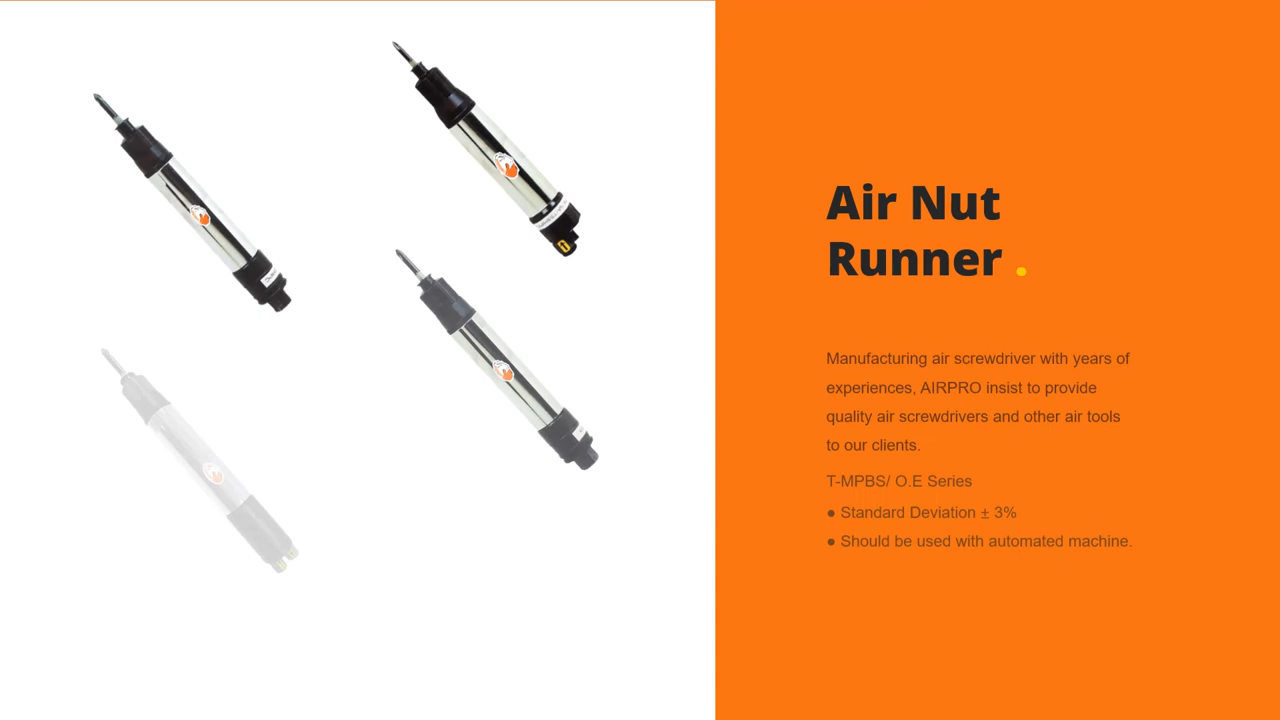 Air Nut
Runner .
Manufacturing air screwdriver with years of
experiences, AIRPRO insist to provide
quality air screwdrivers and other air tools
to our clients.
T-MPBS/ O.E Series
● Standard Deviation ± 3%
● Should be used with automated machine.